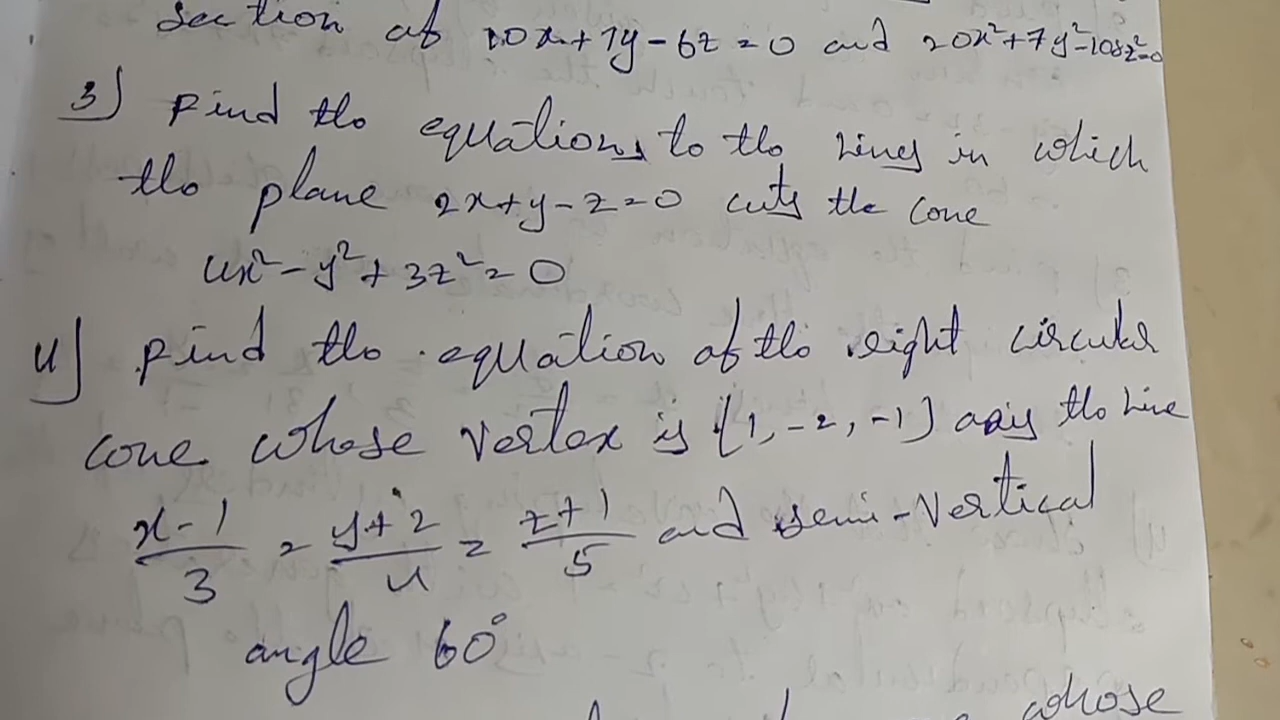 section of 10x+7y-6z=0 and 20x²+7y²-108z²=0
3) Find the equations to the lines in which
the plane 2x+y-z=0 cuts the cone
4x²-y²+3z²=0
4) Find the equation of the right circular
cone whose vertex is (1,-2,-1) axis the line
x-1/3 = y+2/4 = z+1/5 and semi-vertical
angle 60°
whose